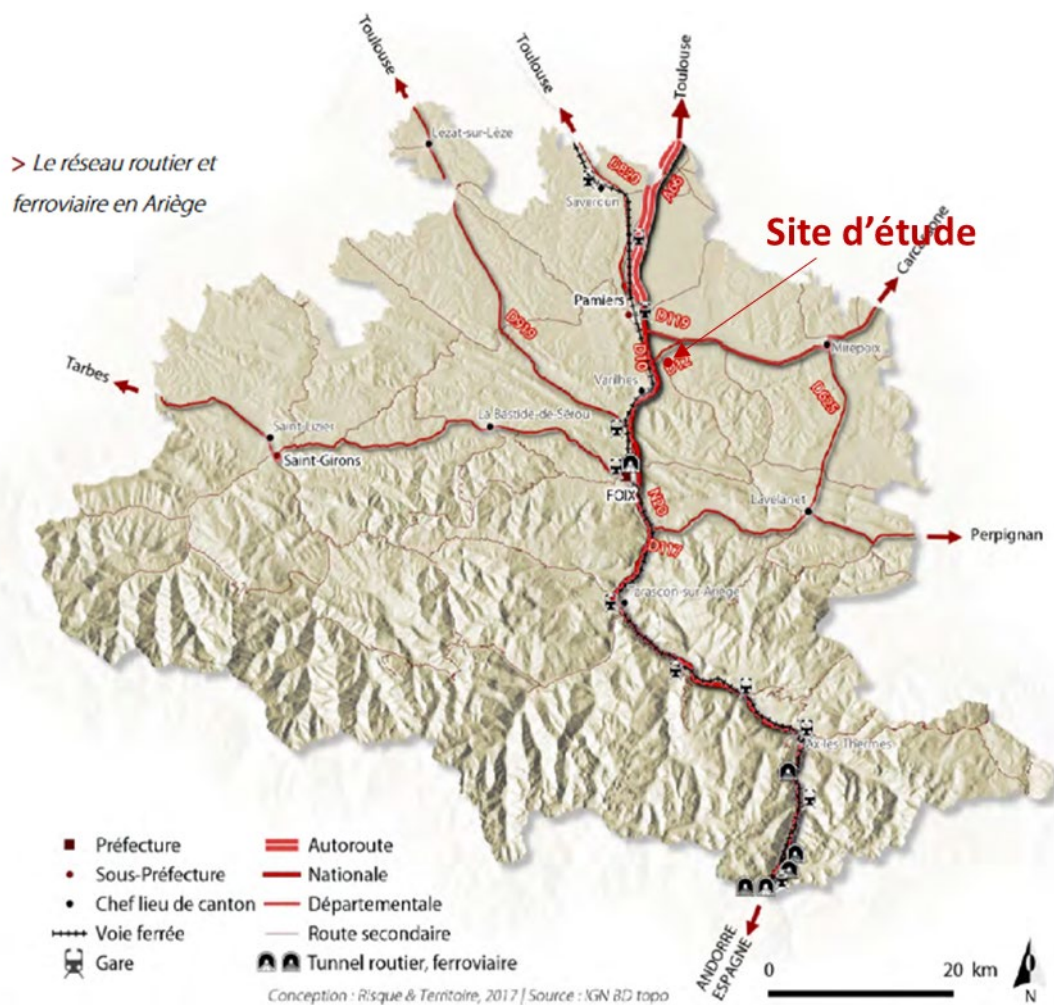 Toulouse
Toulouse
Toulouse
Lezat-sur-Lèze
> Le réseau routier et
ferroviaire en Ariège
D820
A66
Saverdun
Site d'étude
Carcassonne
Pamiers
D119
D919
Mirepoix
Tarbes
Varilhes
D625
La Bastide-de-Sérou
Saint-Lizier
Saint-Girons
FOIX
N20
Lavelanet
Perpignan
D117
Tarascon-sur-Ariège
Ax-les-Thermes
Préfecture
Autoroute
Sous-Préfecture
Nationale
Chef lieu de canton
Départementale
Voie ferrée
Route secondaire
Gare
Tunnel routier, ferroviaire
ANDORRE
ESPAGNE
0 20 km
N
Conception : Risque & Territoire, 2017 | Source : IGN BD topo